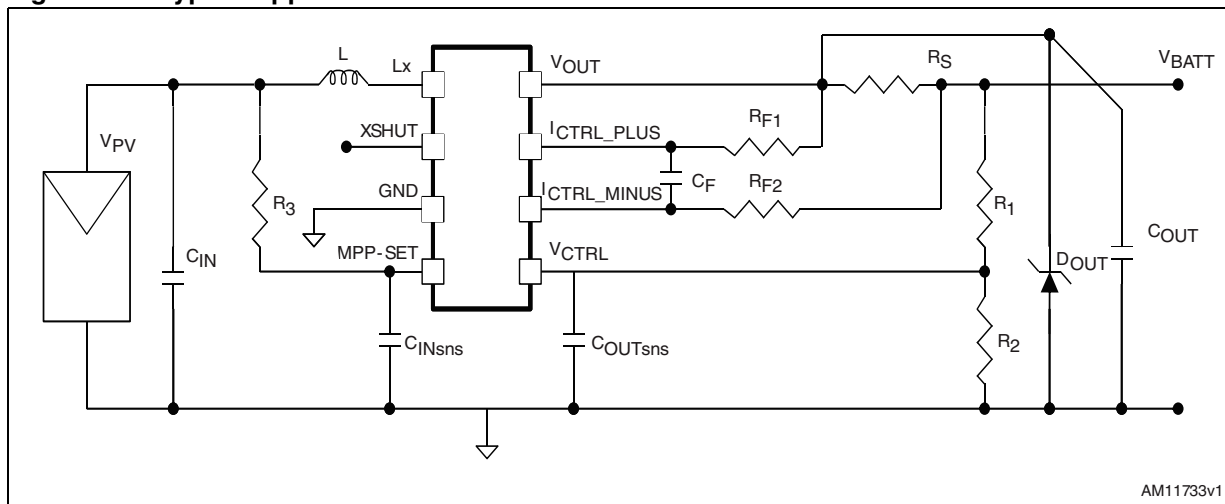 L
Lx
VOUT
RS
VBATT
XSHUT
ICTRL_PLUS
RF1
VPV
CF
RF2
GND
ICTRL_MINUS
R3
R1
CIN
MPP-SET
VCTRL
COUT
DOUT
CINsns
COUTsns
R2
AM11733v1